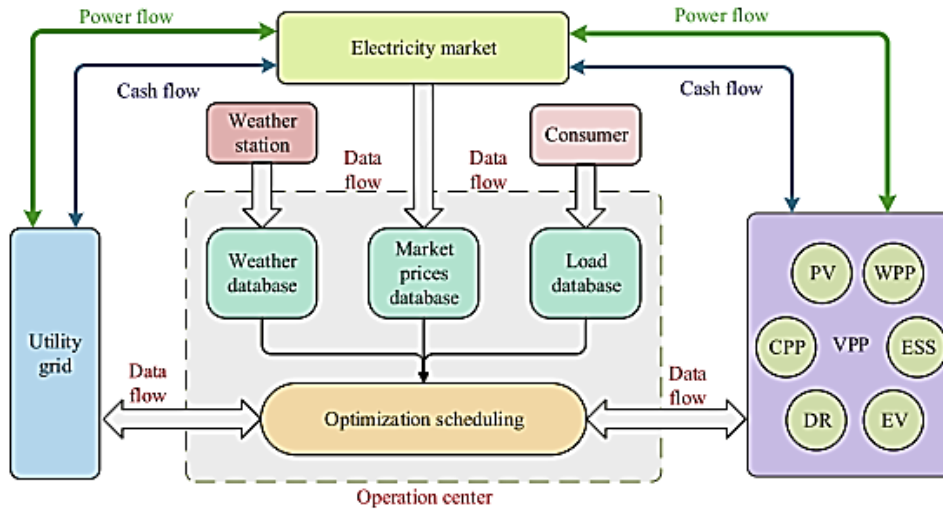 Power flow
Power flow
Electricity market
Cash flow
Cash flow
Weather
station
Consumer
Data
flow
Data
flow
Weather
database
Market
prices
database
Load
database
PV
WPP
CPP
VPP
ESS
DR
EV
Utility
grid
Data
flow
Optimization scheduling
Data
flow
Operation center